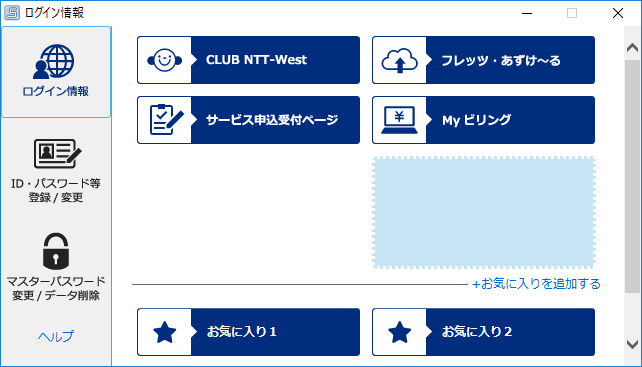 ログイン情報
ログイン情報
ID・パスワード等
登録 / 変更
マスターパスワード
変更 / データ削除
ヘルプ
CLUB NTT-West
フレッツ・あずけ〜る
サービス申込受付ページ
My ビリング
+お気に入りを追加する
お気に入り１
お気に入り２